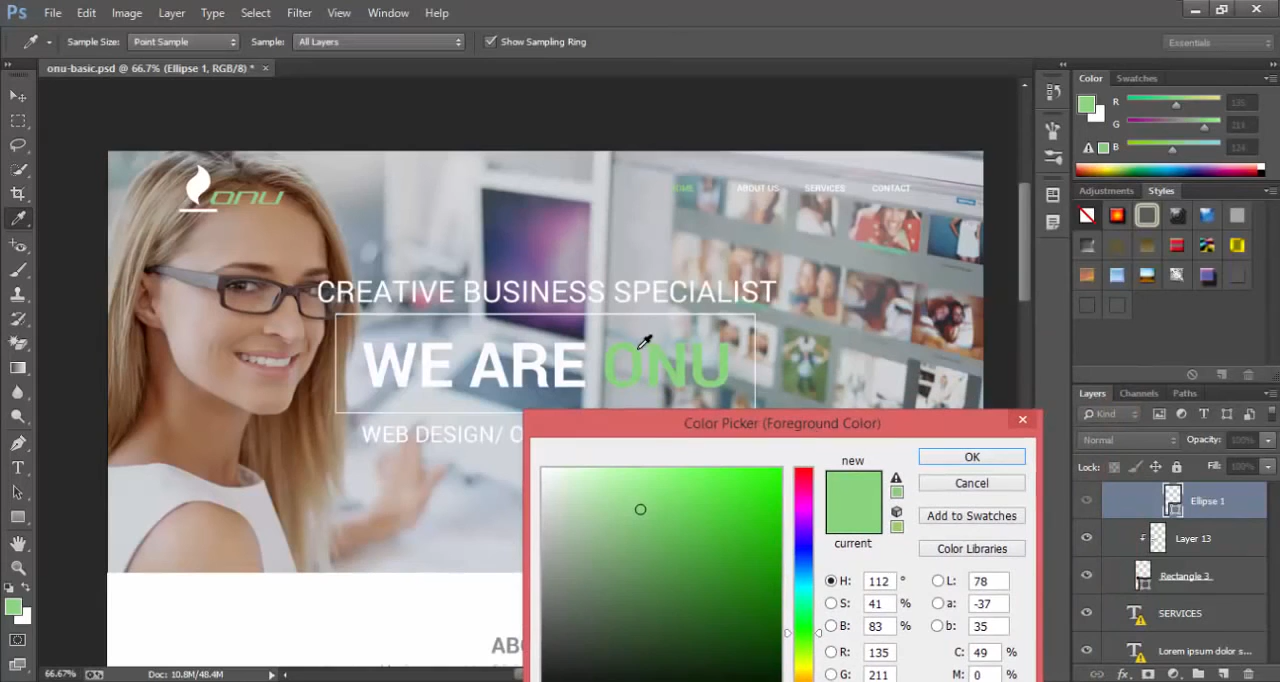 Ps File Edit Image Layer Type Select Filter View Window Help
Sample Size: Point Sample Sample: All Layers Show Sampling Ring Essentials
onu-basic.psd @ 66.7% (Ellipse 1, RGB/8) * ×
Color Swatches
R 135
G 211
B 124
onu
HOME ABOUT US SERVICES CONTACT
Adjustments Styles
CREATIVE BUSINESS SPECIALIST
WE ARE ONU
WEB DESIGN/
Color Picker (Foreground Color)
new
current
OK
Cancel
Add to Swatches
Color Libraries
H: 112 ° L: 78
S: 41 % a: -37
B: 83 % b: 35
R: 135 C: 49 %
G: 211 M: 0 %
Layers Channels Paths
Kind
Normal Opacity: 100%
Lock: Fill: 100%
Ellipse 1
Layer 13
Rectangle 3
T SERVICES
T Lorem ipsum dolor s...
66.67% Doc: 10.8M/48.4M